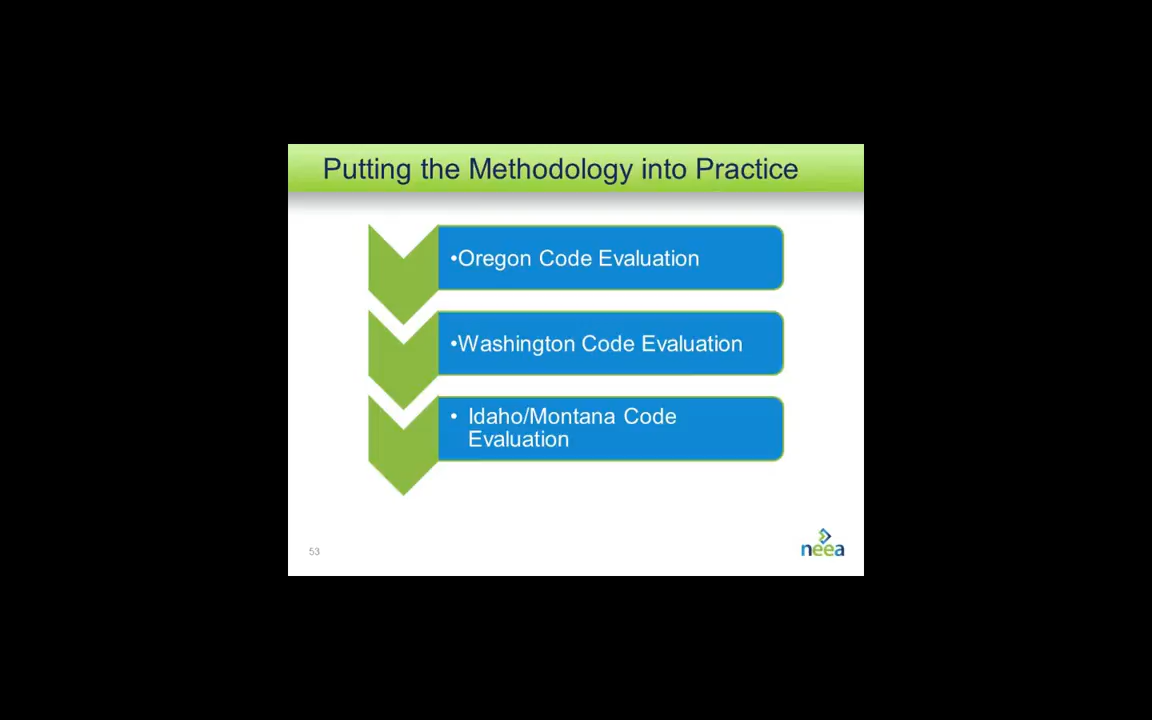 Putting the Methodology into Practice
•Oregon Code Evaluation
•Washington Code Evaluation
• Idaho/Montana Code
Evaluation
53
neea